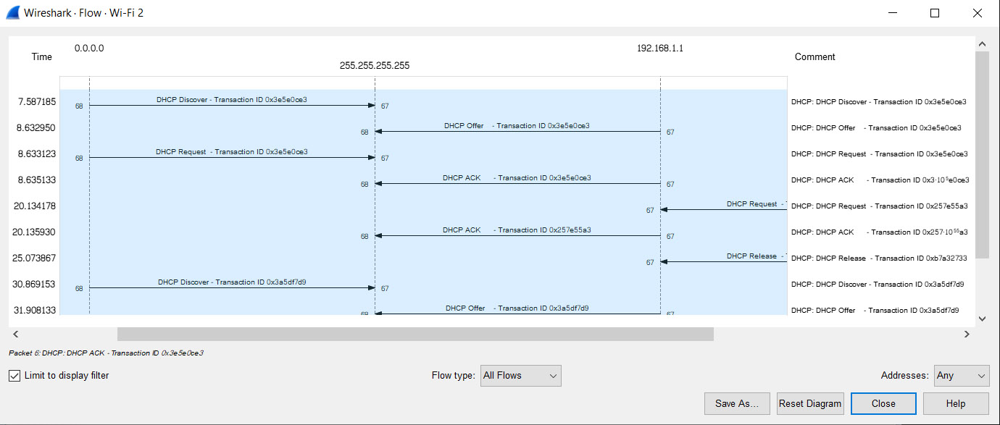 Wireshark · Flow · Wi-Fi 2
0.0.0.0 192.168.1.1
Time Comment
255.255.255.255
7.587185 68 DHCP Discover - Transaction ID 0x3e5e0ce3 67 DHCP: DHCP Discover - Transaction ID 0x3e5e0ce3
8.632950 68 DHCP Offer - Transaction ID 0x3e5e0ce3 67 DHCP: DHCP Offer - Transaction ID 0x3e5e0ce3
8.633123 68 DHCP Request - Transaction ID 0x3e5e0ce3 67 DHCP: DHCP Request - Transaction ID 0x3e5e0ce3
8.635133 68 DHCP ACK - Transaction ID 0x3e5e0ce3 67 DHCP: DHCP ACK - Transaction ID 0x3·10⁵e0ce3
20.134178 67 DHCP Request - DHCP: DHCP Request - Transaction ID 0x257e55a3
20.135930 68 DHCP ACK - Transaction ID 0x257e55a3 67 DHCP: DHCP ACK - Transaction ID 0x257·10⁵⁵a3
25.073867 67 DHCP Release - DHCP: DHCP Release - Transaction ID 0xb7a32733
30.869153 68 DHCP Discover - Transaction ID 0x3a5df7d9 67 DHCP: DHCP Discover - Transaction ID 0x3a5df7d9
31.908133 68 DHCP Offer - Transaction ID 0x3a5df7d9 67 DHCP: DHCP Offer - Transaction ID 0x3a5df7d9
Packet 6: DHCP: DHCP ACK - Transaction ID 0x3e5e0ce3
Limit to display filter Flow type: All Flows Addresses: Any
Save As... Reset Diagram Close Help